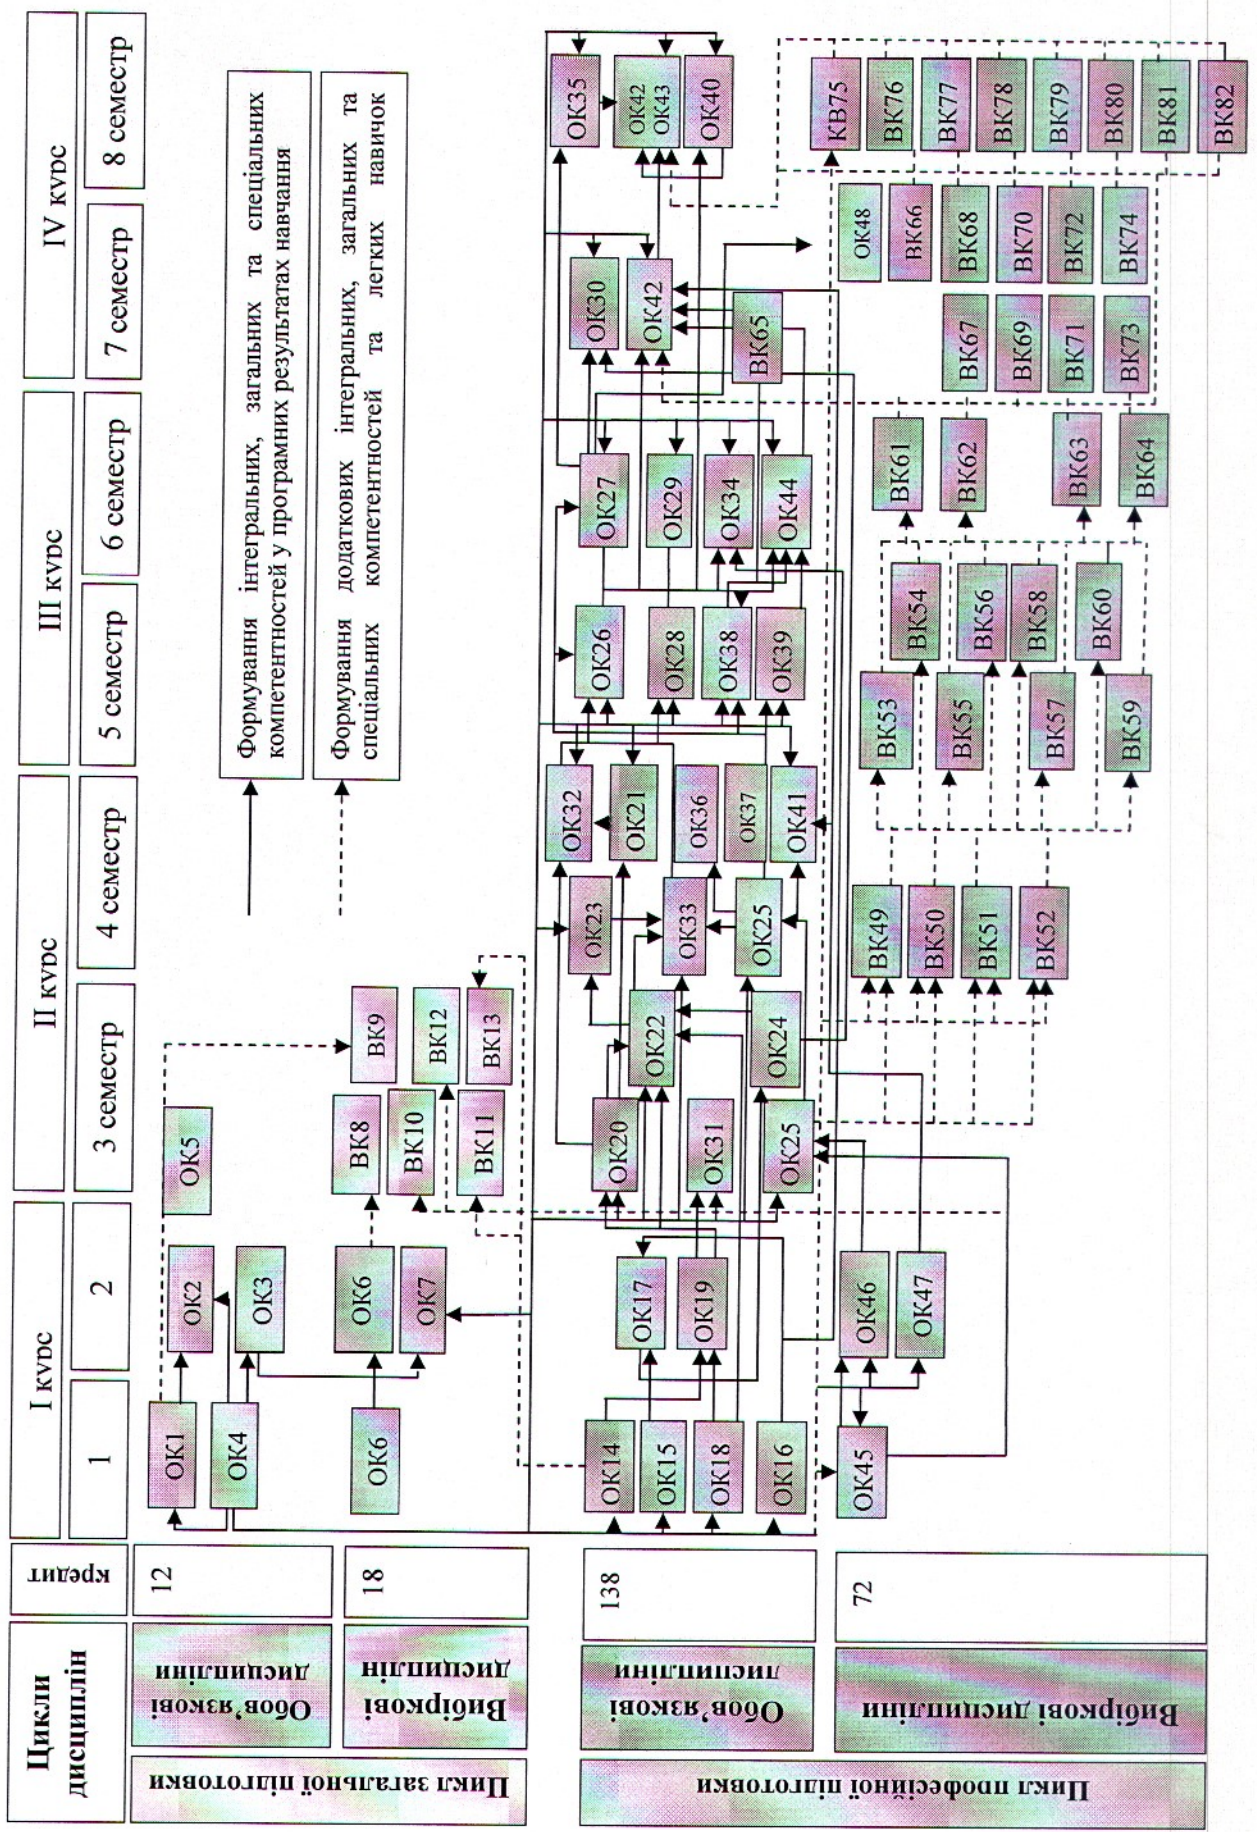 Цикли
дисциплін
кредит
I курс
II курс
III курс
IV курс
1
2
3 семестр
4 семестр
5 семестр
6 семестр
7 семестр
8 семестр
Цикл загальної підготовки
Обов’язкові
дисципліни
12
ОК1
ОК4
ОК2
ОК3
ОК5
Формування інтегральних, загальних та спеціальних
компетентностей у програмних результатах навчання
Формування додаткових інтегральних, загальних та
спеціальних компетентностей та легких навичок
Вибіркові
дисциплін
18
ОК6
ОК6
ОК7
ВК8
ВК10
ВК11
ВК9
ВК12
ВК13
Цикл професійної підготовки
Обов’язкові
дисципліни
138
ОК14
ОК15
ОК18
ОК16
ОК17
ОК19
ОК20
ОК31
ОК25
ОК22
ОК24
ОК23
ОК33
ОК25
ОК32
ОК21
ОК36
ОК37
ОК41
ОК26
ОК28
ОК38
ОК39
ОК27
ОК29
ОК34
ОК44
ОК30
ОК42
ВК65
ОК35
ОК42
ОК43
ОК40
Вибіркові дисципліни
72
ОК45
ОК46
ОК47
ВК49
ВК50
ВК51
ВК52
ВК53
ВК55
ВК57
ВК59
ВК54
ВК56
ВК58
ВК60
ВК61
ВК62
ВК63
ВК64
ВК67
ВК69
ВК71
ВК73
ОК48
ВК66
ВК68
ВК70
ВК72
ВК74
КВ75
ВК76
ВК77
ВК78
ВК79
ВК80
ВК81
ВК82